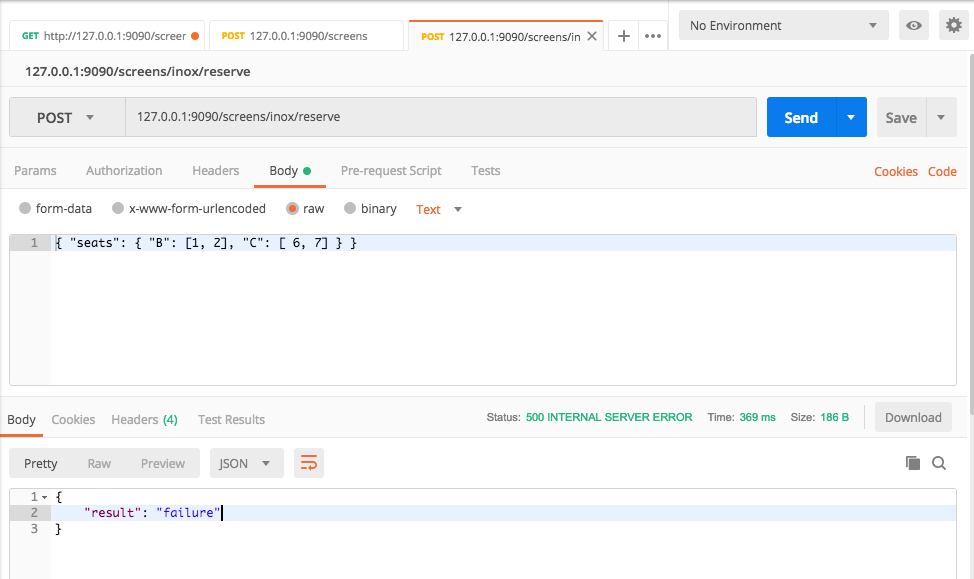 GET http://127.0.0.1:9090/screer
POST 127.0.0.1:9090/screens
POST 127.0.0.1:9090/screens/in
No Environment
127.0.0.1:9090/screens/inox/reserve
POST 127.0.0.1:9090/screens/inox/reserve Send Save
Params Authorization Headers Body Pre-request Script Tests Cookies Code
form-data x-www-form-urlencoded raw binary Text
1 { "seats": { "B": [1, 2], "C": [ 6, 7] } }
Body Cookies Headers (4) Test Results Status: 500 INTERNAL SERVER ERROR Time: 369 ms Size: 186 B Download
Pretty Raw Preview JSON
1 {
2 "result": "failure"
3 }